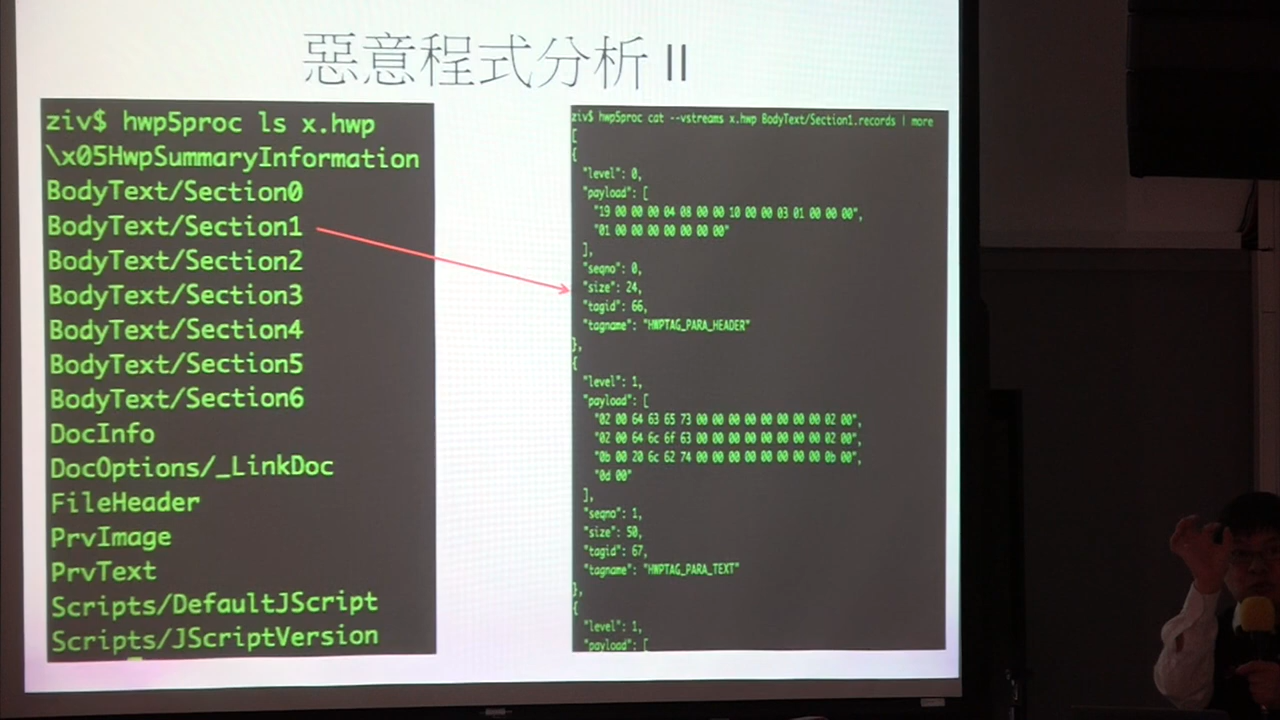 惡意程式分析 II
ziv$ hwp5proc ls x.hwp
\x05HwpSummaryInformation
BodyText/Section0
BodyText/Section1
BodyText/Section2
BodyText/Section3
BodyText/Section4
BodyText/Section5
BodyText/Section6
DocInfo
DocOptions/_LinkDoc
FileHeader
PrvImage
PrvText
Scripts/DefaultJScript
Scripts/JScriptVersion
ziv$ hwp5proc cat --vstreams x.hwp BodyText/Section1.records | more
[
{
"level": 0,
"payload": [
"19 00 00 00 04 08 00 00 10 00 00 03 01 00 00 00",
"01 00 00 00 00 00 00 00"
],
"seqno": 0,
"size": 24,
"tagid": 66,
"tagname": "HWPTAG_PARA_HEADER"
},
{
"level": 1,
"payload": [
"02 00 64 63 65 73 00 00 00 00 00 00 00 00 02 00",
"02 00 64 6c 6f 63 00 00 00 00 00 00 00 00 02 00",
"0b 00 20 6c 62 74 00 00 00 00 00 00 00 00 0b 00",
"0d 00"
],
"seqno": 1,
"size": 50,
"tagid": 67,
"tagname": "HWPTAG_PARA_TEXT"
},
{
"level": 1,
"payload": [